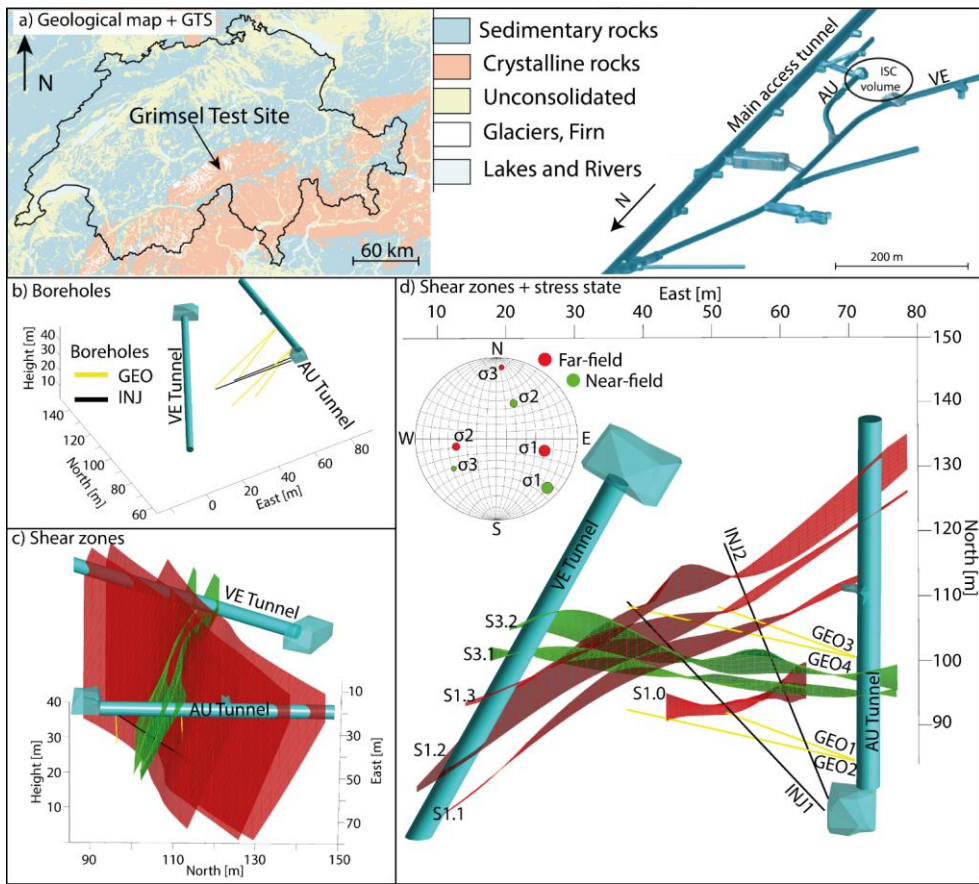 a) Geological map + GTS
N
Grimsel Test Site
60 km
Sedimentary rocks
Crystalline rocks
Unconsolidated
Glaciers, Firn
Lakes and Rivers
Main access tunnel
AU
ISC
volume
VE
N
200 m
b) Boreholes
Height [m]
40
30
20
10
Boreholes
GEO
INJ
VE Tunnel
AU Tunnel
140
120
100
80
60
North [m]
0
20
40
60
80
East [m]
c) Shear zones
VE Tunnel
AU Tunnel
Height [m]
40
30
20
10
90
110
130
150
North [m]
10
30
50
70
East [m]
d) Shear zones + stress state
East [m]
10
20
30
40
50
60
70
80
150
140
130
120
110
100
90
North [m]
N
W
E
S
σ3
σ2
σ2
σ1
σ3
σ1
Far-field
Near-field
VE Tunnel
AU Tunnel
INJ2
S3.2
S3.1
S1.3
S1.2
S1.1
S1.0
GEO3
GEO4
GEO1
GEO2
INJ1